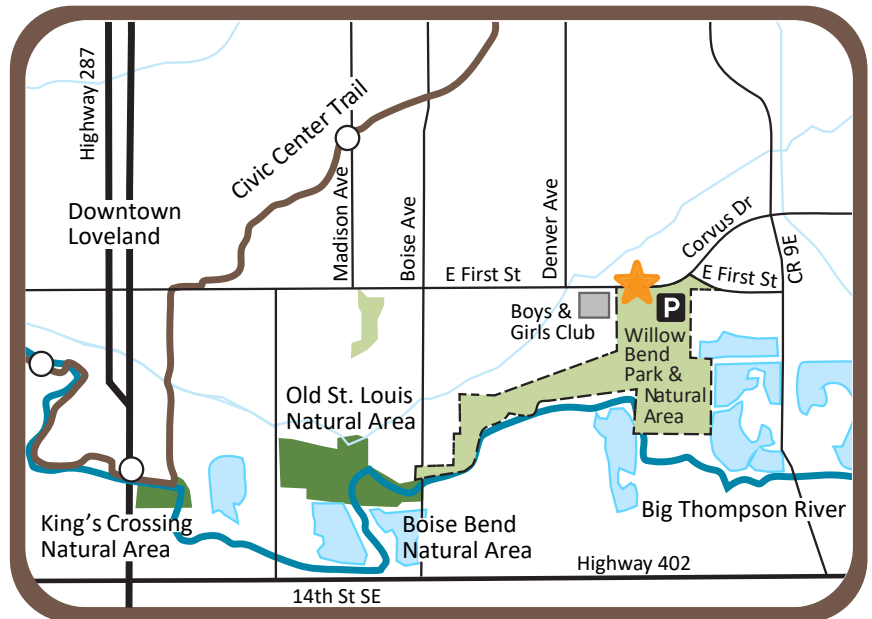 Highway 287
Civic Center Trail
Downtown
Loveland
Madison Ave
Boise Ave
Denver Ave
E First St
Corvus Dr
E First St
CR 9E
Boys &
Girls Club
P
Willow
Bend
Park &
Natural
Area
Old St. Louis
Natural Area
King's Crossing
Natural Area
Boise Bend
Natural Area
Big Thompson River
Highway 402
14th St SE